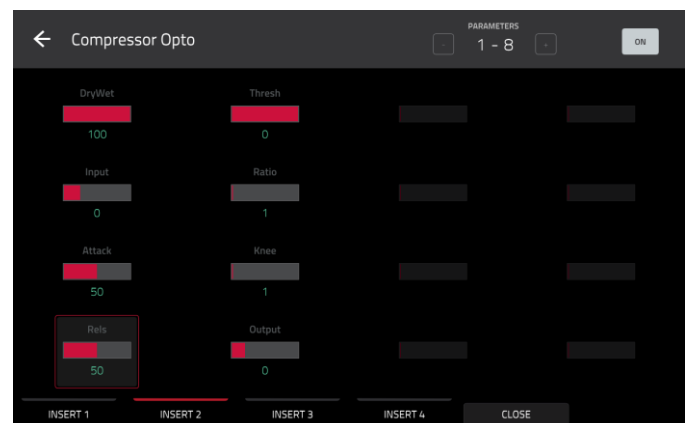 Compressor Opto
PARAMETERS
- 1 - 8 +
ON
DryWet Thresh
100 0
Input Ratio
0 1
Attack Knee
50 1
Rels Output
50 0
INSERT 1 INSERT 2 INSERT 3 INSERT 4 CLOSE